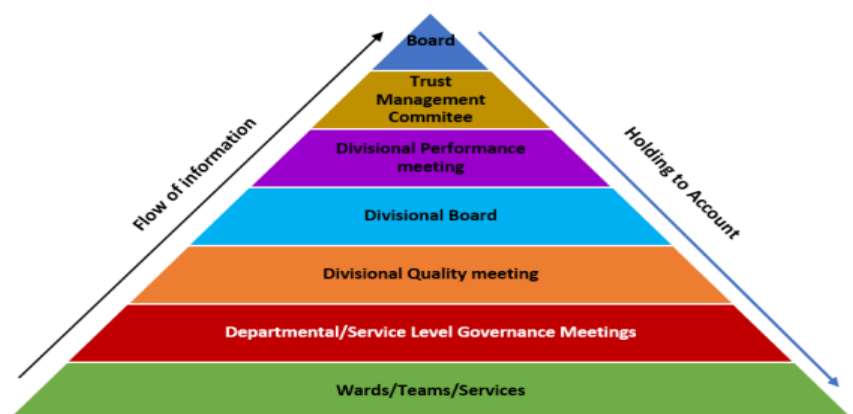 Board
Trust
Management
Commitee
Divisional Performance
meeting
Divisional Board
Divisional Quality meeting
Departmental/Service Level Governance Meetings
Wards/Teams/Services
Flow of information
Holding to Account